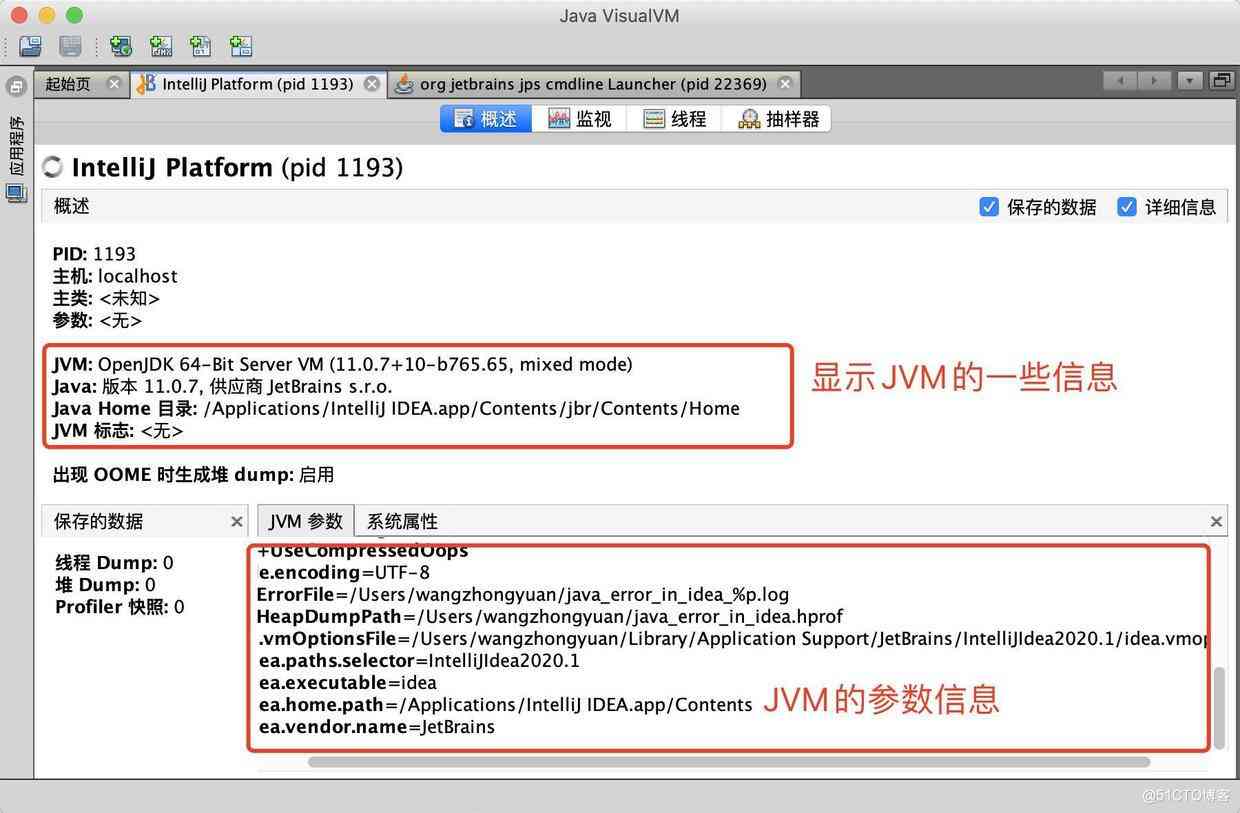 Java VisualVM
起始页
IntelliJ Platform (pid 1193)
org jetbrains jps cmdline Launcher (pid 22369)
应用程序
概述
监视
线程
抽样器
IntelliJ Platform (pid 1193)
概述
保存的数据
详细信息
PID: 1193
主机: localhost
主类: <未知>
参数: <无>
JVM: OpenJDK 64-Bit Server VM (11.0.7+10-b765.65, mixed mode)
Java: 版本 11.0.7, 供应商 JetBrains s.r.o.
Java Home 目录: /Applications/IntelliJ IDEA.app/Contents/jbr/Contents/Home
JVM 标志: <无>
显示JVM的一些信息
出现 OOME 时生成堆 dump: 启用
保存的数据
线程 Dump: 0
堆 Dump: 0
Profiler 快照: 0
JVM 参数
系统属性
+UseCompressedOops
e.encoding=UTF-8
ErrorFile=/Users/wangzhongyuan/java_error_in_idea_%p.log
HeapDumpPath=/Users/wangzhongyuan/java_error_in_idea.hprof
.vmOptionsFile=/Users/wangzhongyuan/Library/Application Support/JetBrains/IntelliJIdea2020.1/idea.vmop
ea.paths.selector=IntelliJIdea2020.1
ea.executable=idea
ea.home.path=/Applications/IntelliJ IDEA.app/Contents
ea.vendor.name=JetBrains
JVM的参数信息
@51CTO博客